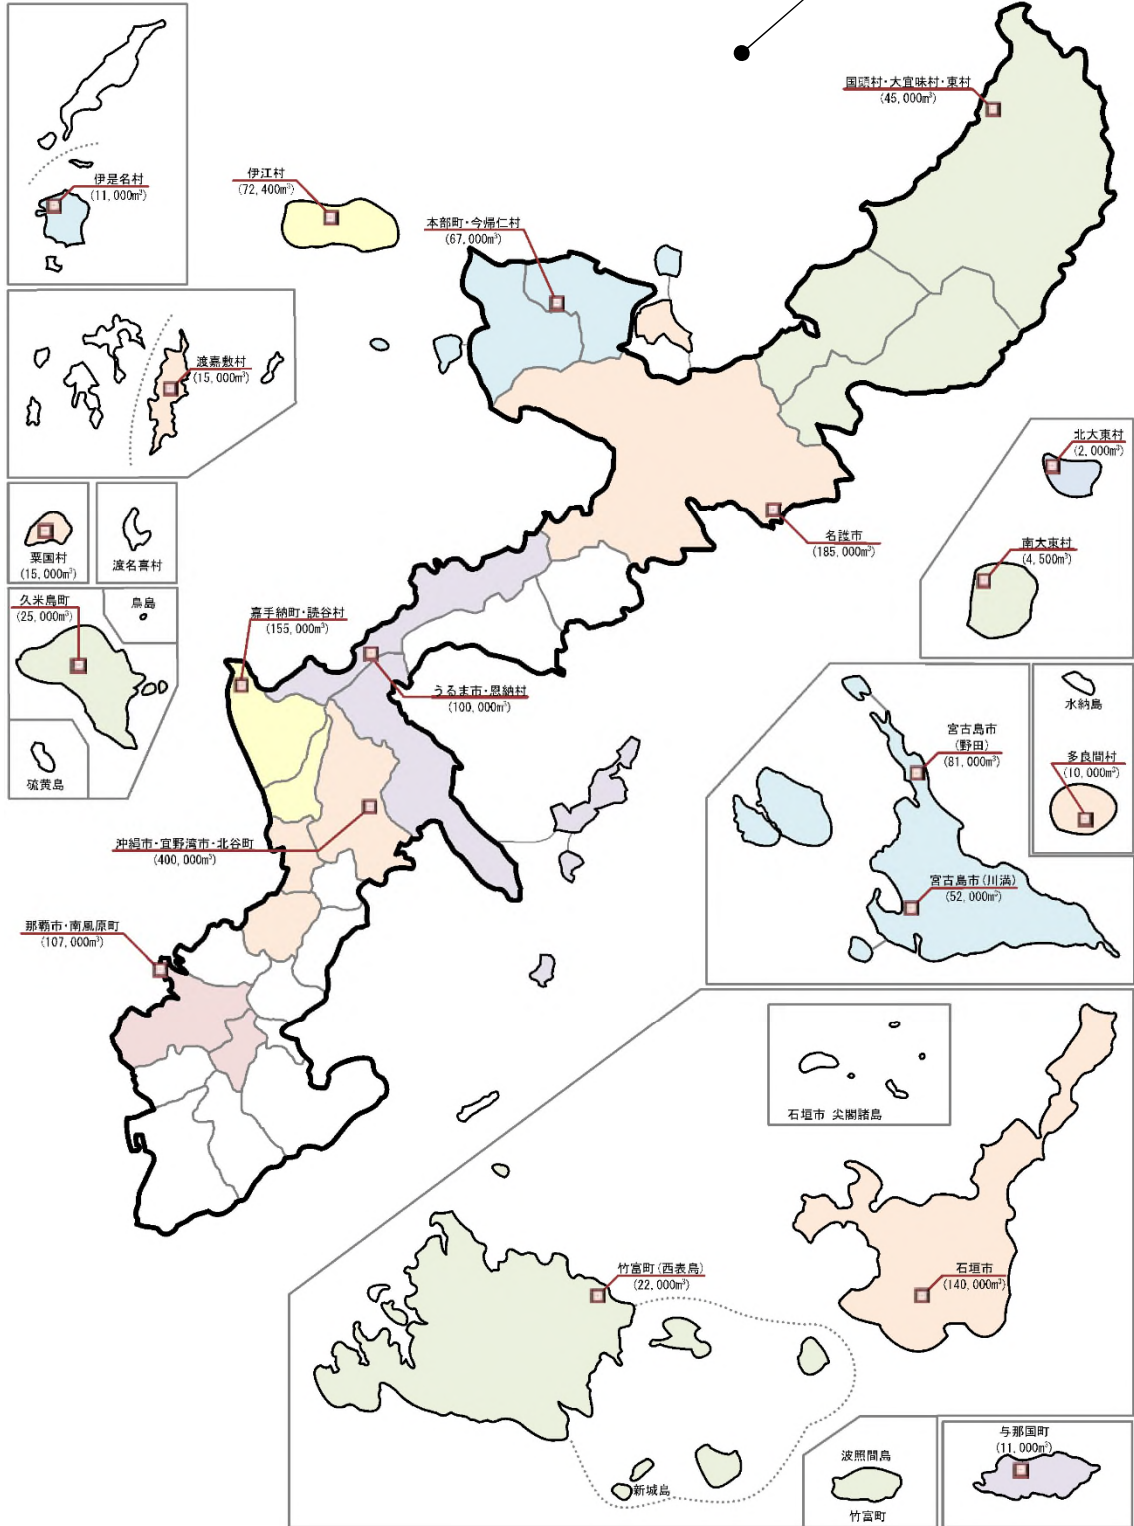 国頭村・大宜味村・東村
(45,000m³)
伊是名村
(11,000m³)
伊江村
(72,400m³)
本部町・今帰仁村
(67,000m³)
渡嘉敷村
(15,000m³)
北大東村
(2,000m³)
名護市
(185,000m³)
南大東村
(4,500m³)
粟国村
(15,000m³)
渡名喜村
久米島町
(25,000m³)
鳥島
硫黄島
嘉手納町・読谷村
(155,000m³)
うるま市・恩納村
(100,000m³)
水納島
宮古島市
(野田)
(81,000m³)
多良間村
(10,000m³)
沖縄市・宜野湾市・北谷町
(400,000m³)
宮古島市(川満)
(52,000m³)
那覇市・南風原町
(107,000m³)
石垣市 尖閣諸島
竹富町(西表島)
(22,000m³)
石垣市
(140,000m³)
新城島
波照間島
竹富町
与那国町
(11,000m³)